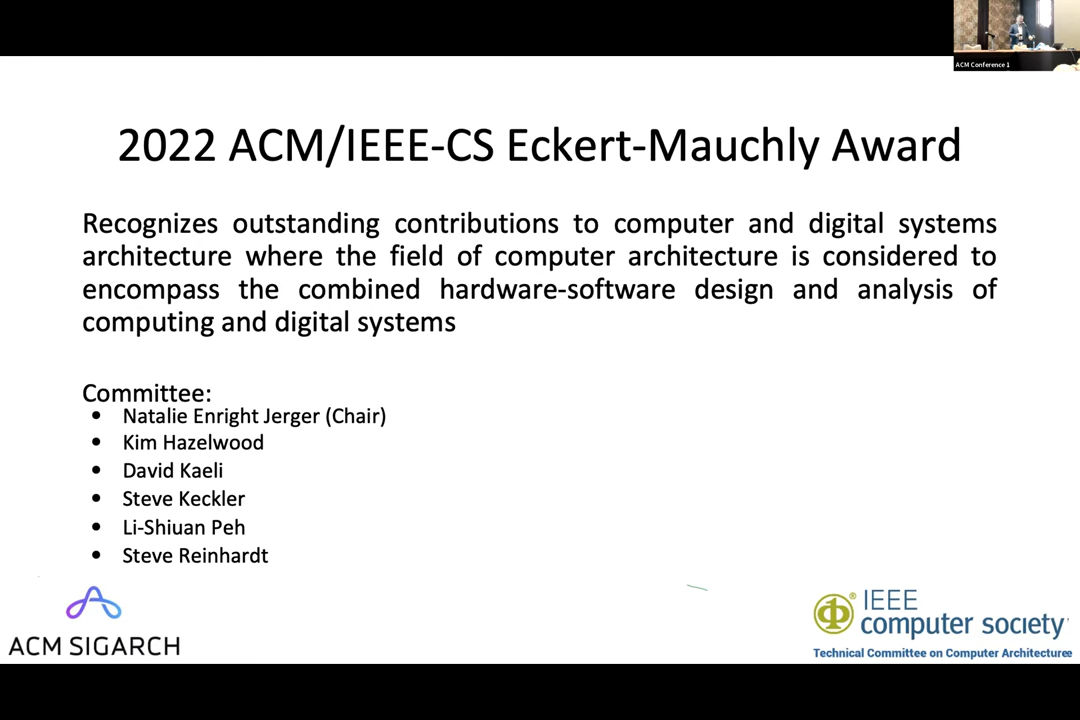 ACM Conference 1
2022 ACM/IEEE-CS Eckert-Mauchly Award
Recognizes outstanding contributions to computer and digital systems
architecture where the field of computer architecture is considered to
encompass the combined hardware-software design and analysis of
computing and digital systems
Committee:
• Natalie Enright Jerger (Chair)
• Kim Hazelwood
• David Kaeli
• Steve Keckler
• Li-Shiuan Peh
• Steve Reinhardt
ACM SIGARCH
IEEE
computer society
Technical Committee on Computer Architecturee